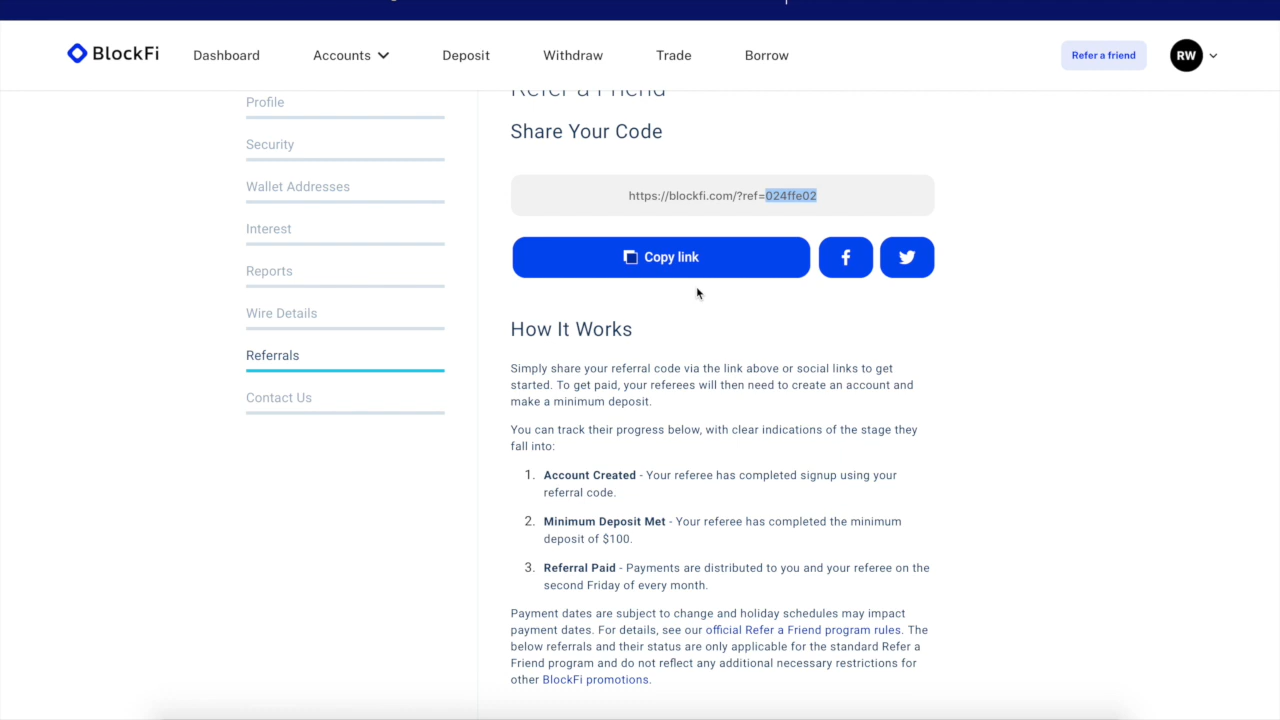 BlockFi
Dashboard
Accounts
Deposit
Withdraw
Trade
Borrow
Refer a friend
RW
Profile
Security
Wallet Addresses
Interest
Reports
Wire Details
Referrals
Contact Us
Refer a Friend
Share Your Code
https://blockfi.com/?ref=024ffe02
Copy link
How It Works
Simply share your referral code via the link above or social links to get
started. To get paid, your referees will then need to create an account and
make a minimum deposit.
You can track their progress below, with clear indications of the stage they
fall into:
1. Account Created - Your referee has completed signup using your
referral code.
2. Minimum Deposit Met - Your referee has completed the minimum
deposit of $100.
3. Referral Paid - Payments are distributed to you and your referee on the
second Friday of every month.
Payment dates are subject to change and holiday schedules may impact
payment dates. For details, see our official Refer a Friend program rules. The
below referrals and their status are only applicable for the standard Refer a
Friend program and do not reflect any additional necessary restrictions for
other BlockFi promotions.